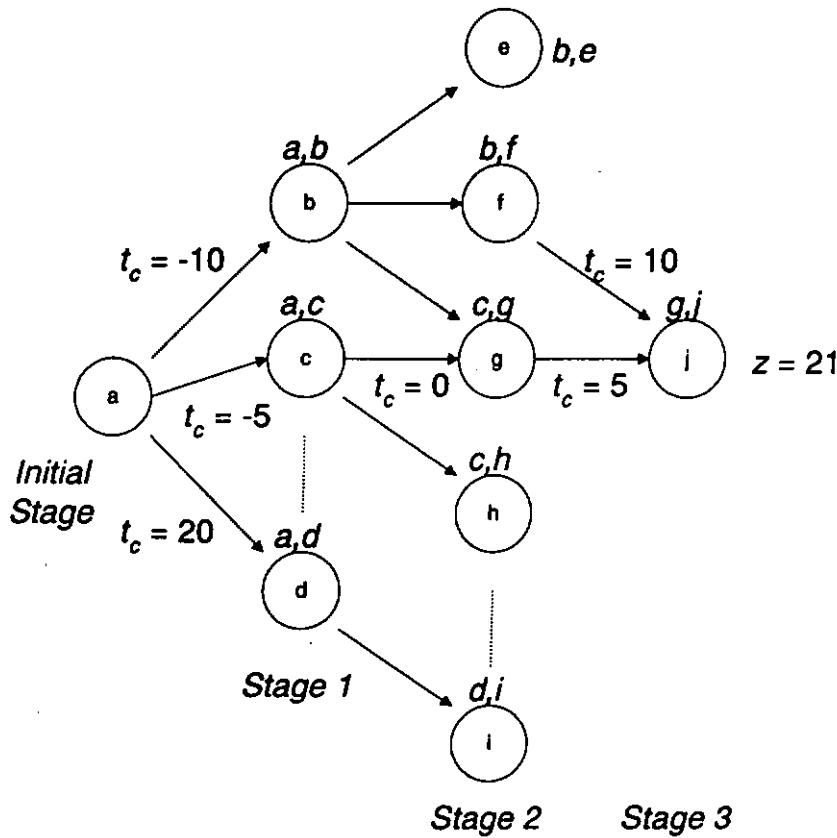 e
b,e
a,b
b,f
b
f
t_c = -10
t_c = 10
a,c
c,g
g,j
c
g
j
z = 21
a
t_c = 0
t_c = 5
t_c = -5
Initial
Stage
c,h
h
t_c = 20
a,d
d
Stage 1
d,i
i
Stage 2
Stage 3